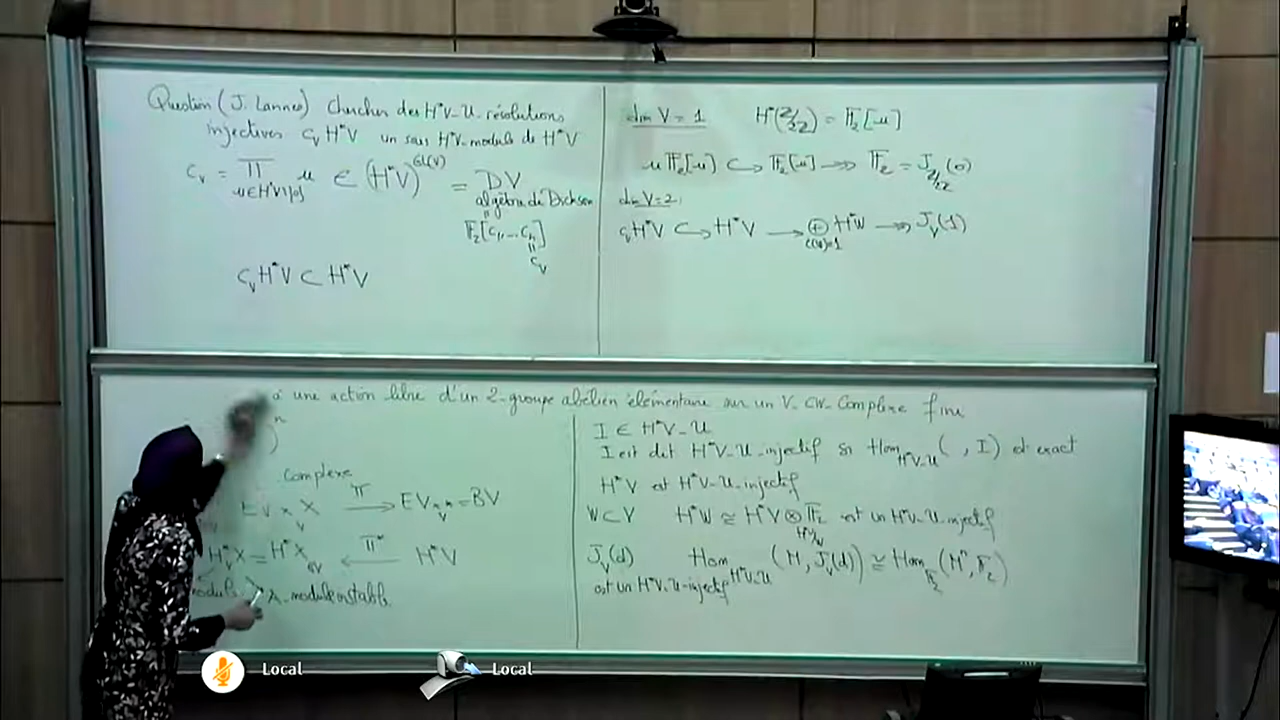 Question (J. Lannes) Chercher des H*V-U-résolutions
injectives c_V H*V un sous H*V-module de H*V
c_V = ∏_{u∈H¹V\{0}} u ∈ (H*V)^{GL(V)} = DV
algèbre de Dickson
F₂[c₁,...,c_n]
c_V
c_V H*V ⊂ H*V
dim V = 1 H*(Z/2Z) = F₂[u]
u F₂[u] ↪ F₂[u] ↠ F₂ = J_{Z/2Z}(0)
dim V = 2:
c_V H*V ↪ H*V → ⊕ H*W ↠ J_V(1)
à une action libre d'un 2-groupe abélien élémentaire sur un V-CW-Complexe fini
n
)
complexe
EV ×_V X →^π EV ×_V * = BV
H*_V X = H* X_{hV} ←^{π*} H*V
module A-module instable
I ∈ H*V-U
I est dit H*V-U-injectif si Hom_{H*V-U}( , I) est exact
H*V est H*V-U-injectif
W⊂V H*W ≅ H*V ⊗ F₂ est un H*V-U-injectif
J_V(d) Hom_{H*V-U}(M, J_V(d)) ≅ Hom_{F₂}(M^n, F₂)
est un H*V-U-injectif
Local
Local